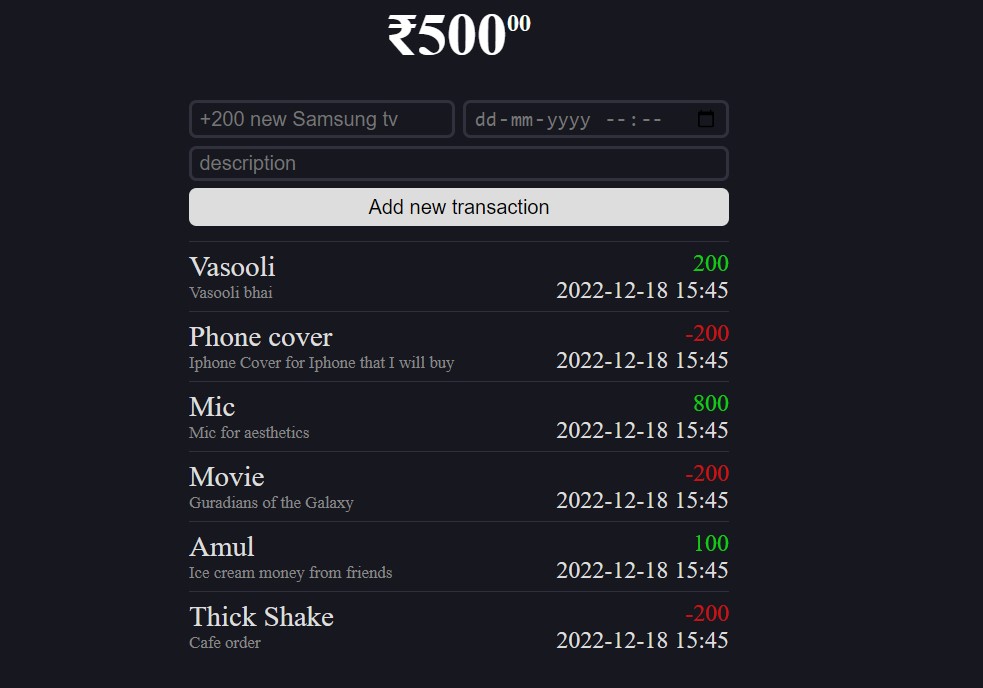 ₹500⁰⁰
+200 new Samsung tv
dd-mm-yyyy --:--
description
Add new transaction
Vasooli
200
Vasooli bhai
2022-12-18 15:45
Phone cover
-200
Iphone Cover for Iphone that I will buy
2022-12-18 15:45
Mic
800
Mic for aesthetics
2022-12-18 15:45
Movie
-200
Guradians of the Galaxy
2022-12-18 15:45
Amul
100
Ice cream money from friends
2022-12-18 15:45
Thick Shake
-200
Cafe order
2022-12-18 15:45